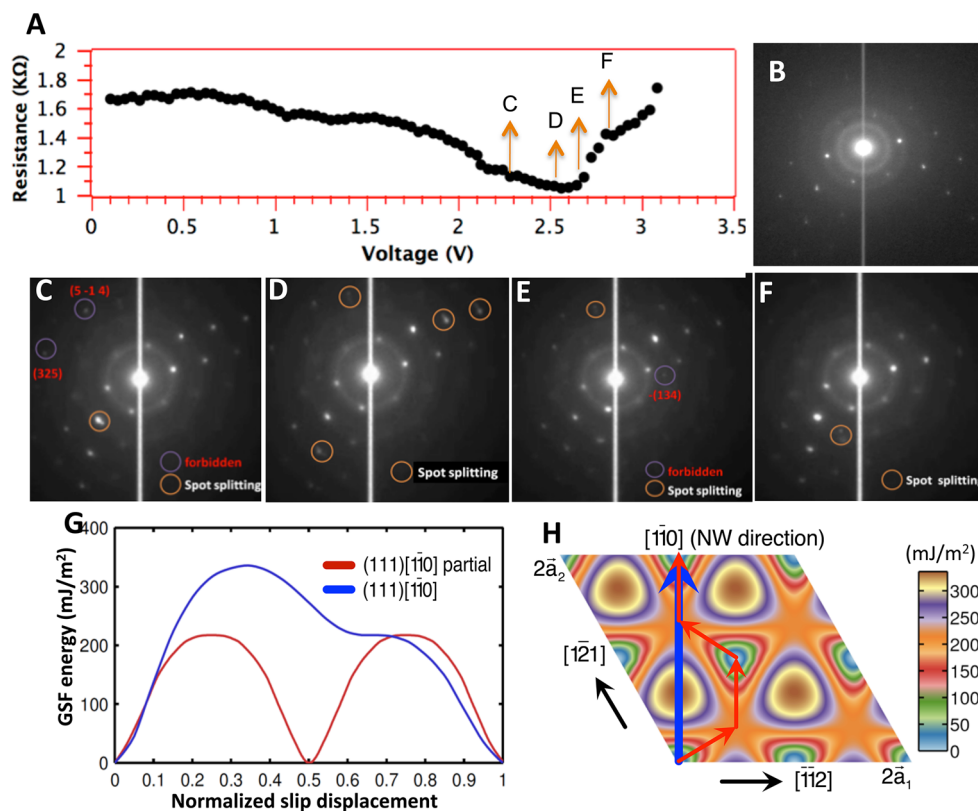 A
Resistance (KΩ)
2
1.8
1.6
1.4
1.2
1
C
D
E
F
0
0.5
1
1.5
2
2.5
3
3.5
Voltage (V)
B
C
(5 -1 4)
(325)
forbidden
Spot splitting
D
Spot splitting
E
-(134)
forbidden
Spot splitting
F
Spot splitting
G
GSF energy (mJ/m²)
400
300
200
100
0
(111)[11̄0] partial
(111)[11̄0]
0
0.1
0.2
0.3
0.4
0.5
0.6
0.7
0.8
0.9
1
Normalized slip displacement
H
[11̄0] (NW direction)
2a⃗₂
[12̄1]
[1̄1̄2]
2a⃗₁
(mJ/m²)
300
250
200
150
100
50
0